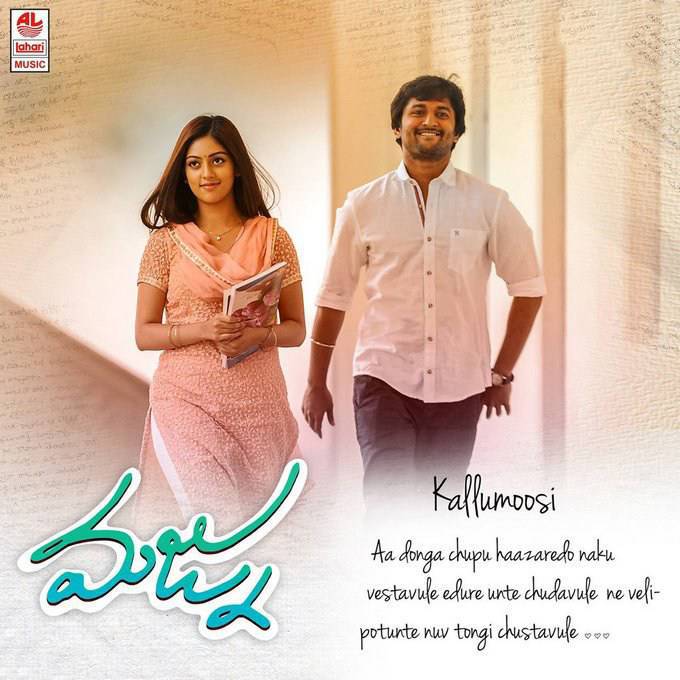 AL
Lahari
MUSIC
మజ్ను
Kallumoosi
Aa donga chupu haazaredo naku
vestavule edure unte chudavule ne veli-
potunte nuv tongi chustavule ♡♡♡